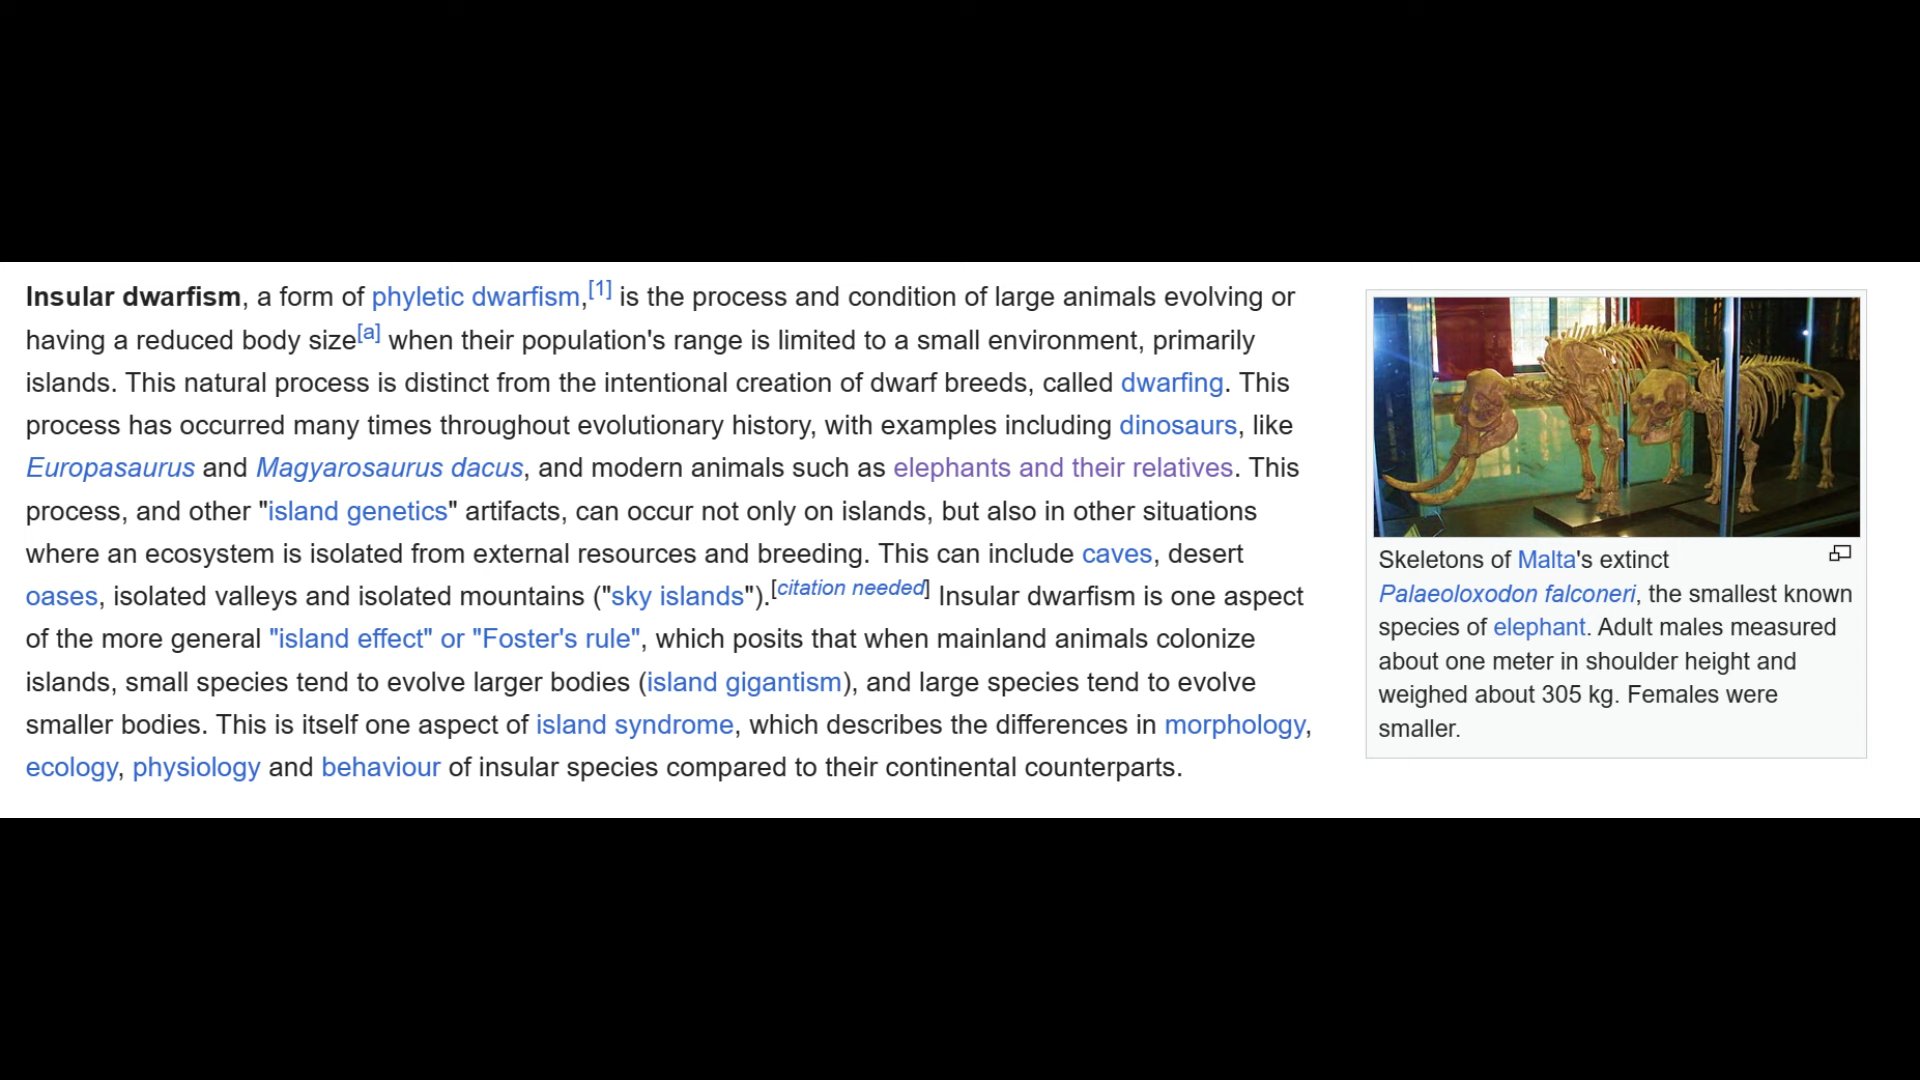 Insular dwarfism, a form of phyletic dwarfism,[1] is the process and condition of large animals evolving or
having a reduced body size[a] when their population's range is limited to a small environment, primarily
islands. This natural process is distinct from the intentional creation of dwarf breeds, called dwarfing. This
process has occurred many times throughout evolutionary history, with examples including dinosaurs, like
Europasaurus and Magyarosaurus dacus, and modern animals such as elephants and their relatives. This
process, and other "island genetics" artifacts, can occur not only on islands, but also in other situations
where an ecosystem is isolated from external resources and breeding. This can include caves, desert
oases, isolated valleys and isolated mountains ("sky islands").[citation needed] Insular dwarfism is one aspect
of the more general "island effect" or "Foster's rule", which posits that when mainland animals colonize
islands, small species tend to evolve larger bodies (island gigantism), and large species tend to evolve
smaller bodies. This is itself one aspect of island syndrome, which describes the differences in morphology,
ecology, physiology and behaviour of insular species compared to their continental counterparts.
Skeletons of Malta's extinct
Palaeoloxodon falconeri, the smallest known
species of elephant. Adult males measured
about one meter in shoulder height and
weighed about 305 kg. Females were
smaller.